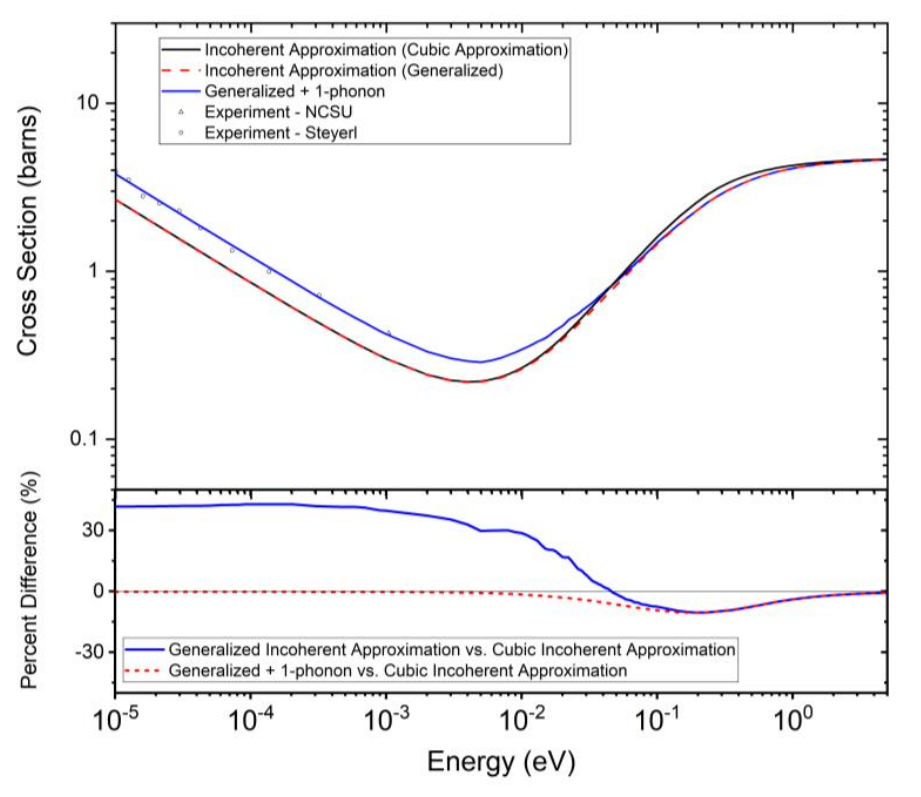 Incoherent Approximation (Cubic Approximation)
Incoherent Approximation (Generalized)
Generalized + 1-phonon
Experiment - NCSU
Experiment - Steyerl
Cross Section (barns)
10
1
0.1
Percent Difference (%)
30
0
-30
Generalized Incoherent Approximation vs. Cubic Incoherent Approximation
Generalized + 1-phonon vs. Cubic Incoherent Approximation
10⁻⁵ 10⁻⁴ 10⁻³ 10⁻² 10⁻¹ 10⁰
Energy (eV)